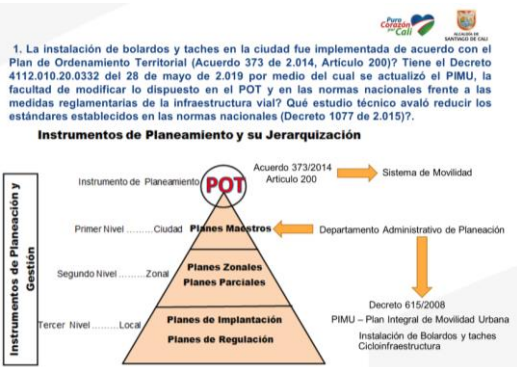 Puro
Corazón
por Cali
ALCALDÍA DE
SANTIAGO DE CALI
1. La instalación de bolardos y taches en la ciudad fue implementada de acuerdo con el
Plan de Ordenamiento Territorial (Acuerdo 373 de 2.014, Artículo 200)? Tiene el Decreto
4112.010.20.0332 del 28 de mayo de 2.019 por medio del cual se actualizó el PIMU, la
facultad de modificar lo dispuesto en el POT y en las normas nacionales frente a las
medidas reglamentarias de la infraestructura vial? Qué estudio técnico avaló reducir los
estándares establecidos en las normas nacionales (Decreto 1077 de 2.015)?.
Instrumentos de Planeamiento y su Jerarquización
Instrumentos de Planeación y
Gestión
Instrumento de Planeamiento
POT
Acuerdo 373/2014
Articulo 200
Sistema de Movilidad
Primer Nivel ......... Ciudad
Planes Maestros
Departamento Administrativo de Planeación
Segundo Nivel ......... Zonal
Planes Zonales
Planes Parciales
Tercer Nivel ......... Local
Planes de Implantación
Planes de Regulación
Decreto 615/2008
PIMU – Plan Integral de Movilidad Urbana
Instalación de Bolardos y taches
Cicloinfraestructura